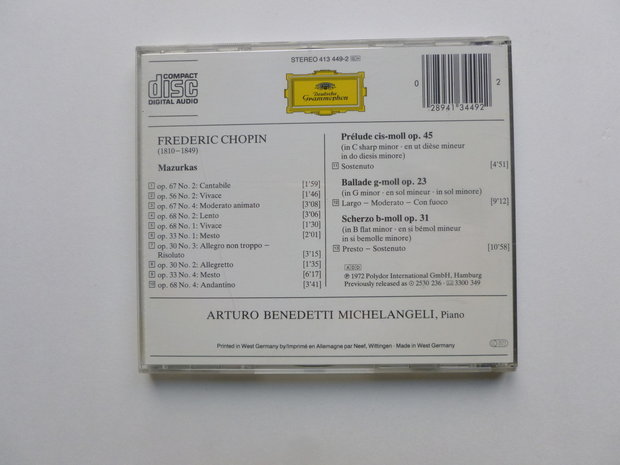 STEREO 413 449-2
COMPACT
disc
DIGITAL AUDIO
Deutsche
Grammophon
0
28941 34492
2
FREDERIC CHOPIN
(1810–1849)
Mazurkas
1 op. 67 No. 2: Cantabile [1'59]
2 op. 56 No. 2: Vivace [1'46]
3 op. 67 No. 4: Moderato animato [3'08]
4 op. 68 No. 2: Lento [3'06]
5 op. 68 No. 1: Vivace [1'30]
6 op. 33 No. 1: Mesto [2'01]
7 op. 30 No. 3: Allegro non troppo –
Risoluto [3'15]
8 op. 30 No. 2: Allegretto [1'35]
9 op. 33 No. 4: Mesto [6'17]
10 op. 68 No. 4: Andantino [3'41]
Prélude cis-moll op. 45
(in C sharp minor · en ut dièse mineur
in do diesis minore)
11 Sostenuto [4'51]
Ballade g-moll op. 23
(in G minor · en sol mineur · in sol minore)
12 Largo – Moderato – Con fuoco [9'12]
Scherzo b-moll op. 31
(in B flat minor · en si bémol mineur
in si bemolle minore)
13 Presto – Sostenuto [10'58]
ADD
℗ 1972 Polydor International GmbH, Hamburg
Previously released as 2530 236 · 3300 349
ARTURO BENEDETTI MICHELANGELI, Piano
Printed in West Germany by/Imprimé en Allemagne par Neef, Wittingen · Made in West Germany